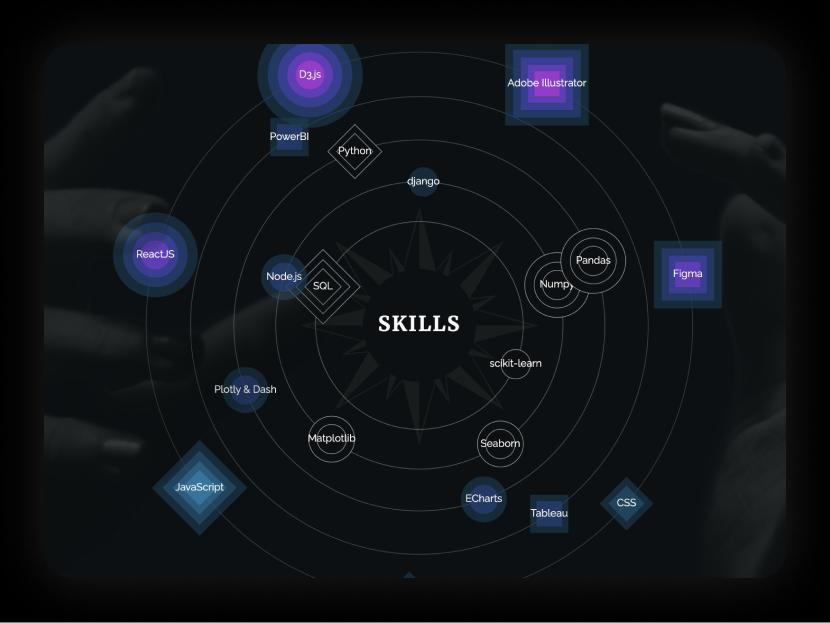 D3.js
Adobe Illustrator
PowerBI
Python
django
ReactJS
Pandas
Node.js
SQL
Numpy
Figma
SKILLS
scikit-learn
Plotly & Dash
Matplotlib
Seaborn
JavaScript
ECharts
CSS
Tableau